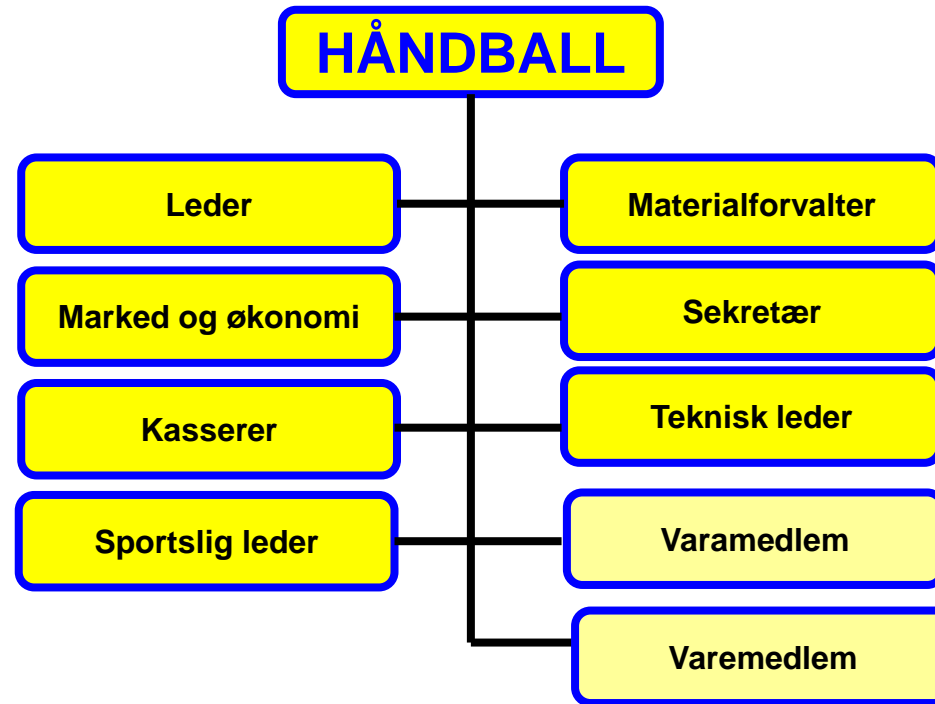 HÅNDBALL
Leder
Materialforvalter
Marked og økonomi
Sekretær
Kasserer
Teknisk leder
Sportslig leder
Varamedlem
Varemedlem